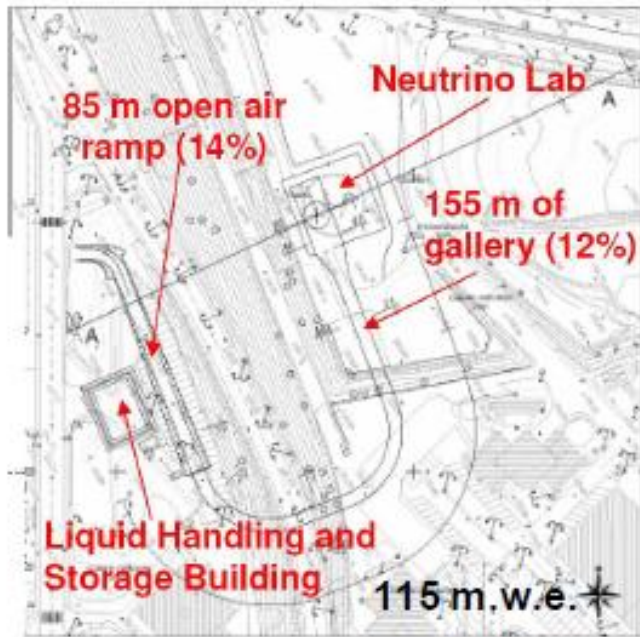 Neutrino Lab
A
85 m open air
ramp (14%)
155 m of
gallery (12%)
A
Liquid Handling and
Storage Building
115 m.w.e.